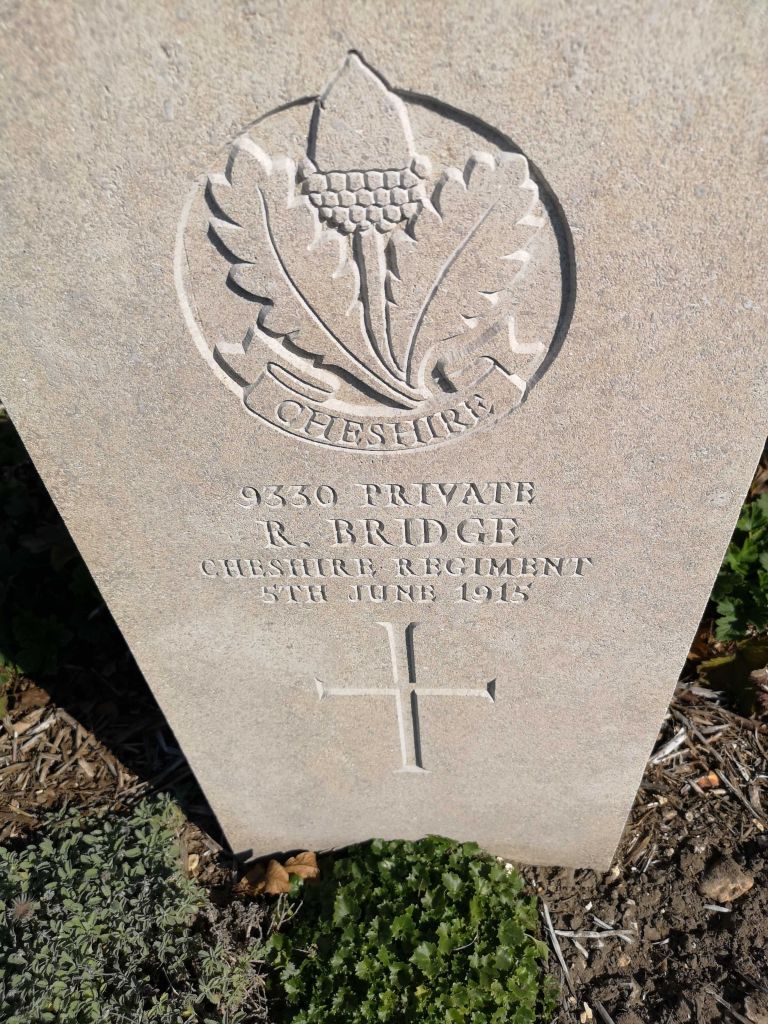 CHESHIRE
9330 PRIVATE
R. BRIDGE
CHESHIRE REGIMENT
5TH JUNE 1915